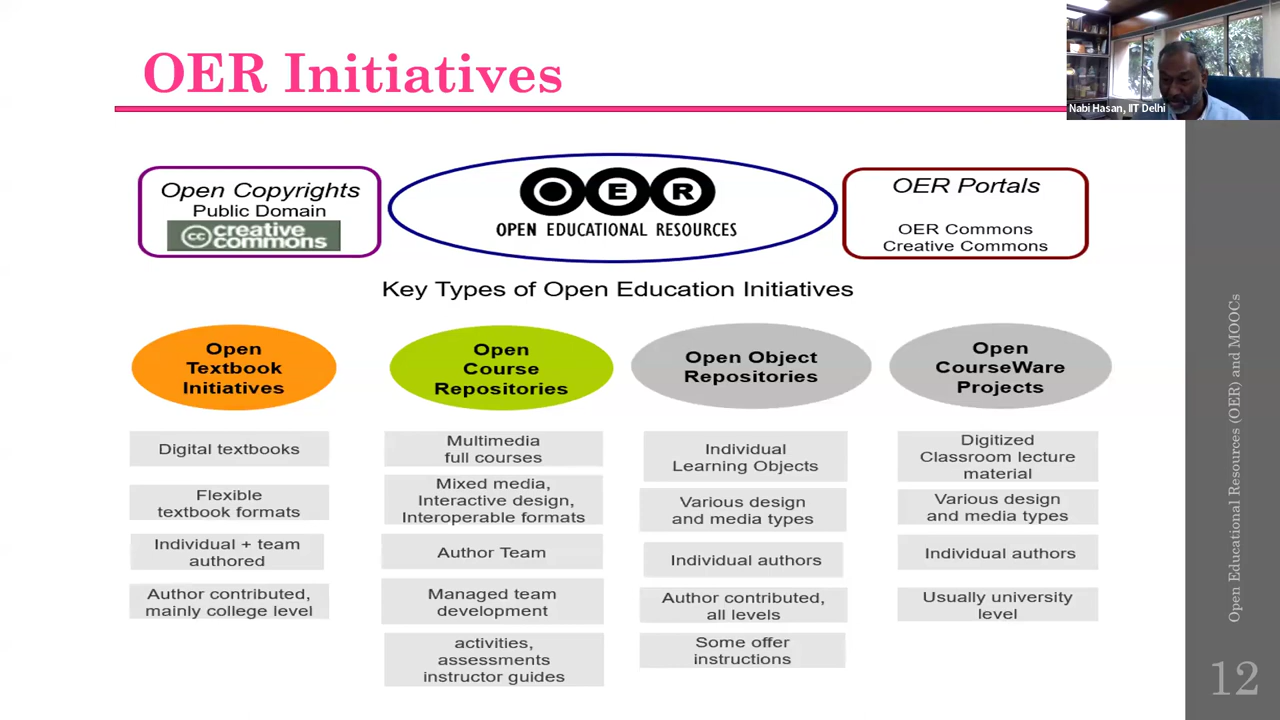 OER Initiatives
Nabi Hasan, IIT Delhi
Open Copyrights
Public Domain
cc creative
commons
E R
OPEN EDUCATIONAL RESOURCES
OER Portals
OER Commons
Creative Commons
Key Types of Open Education Initiatives
Open
Textbook
Initiatives
Digital textbooks
Flexible
textbook formats
Individual + team
authored
Author contributed,
mainly college level
Open
Course
Repositories
Multimedia
full courses
Mixed media,
Interactive design,
Interoperable formats
Author Team
Managed team
development
activities,
assessments
instructor guides
Open Object
Repositories
Individual
Learning Objects
Various design
and media types
Individual authors
Author contributed,
all levels
Some offer
instructions
Open
CourseWare
Projects
Digitized
Classroom lecture
material
Various design
and media types
Individual authors
Usually university
level
Open Educational Resources (OER) and MOOCs
12